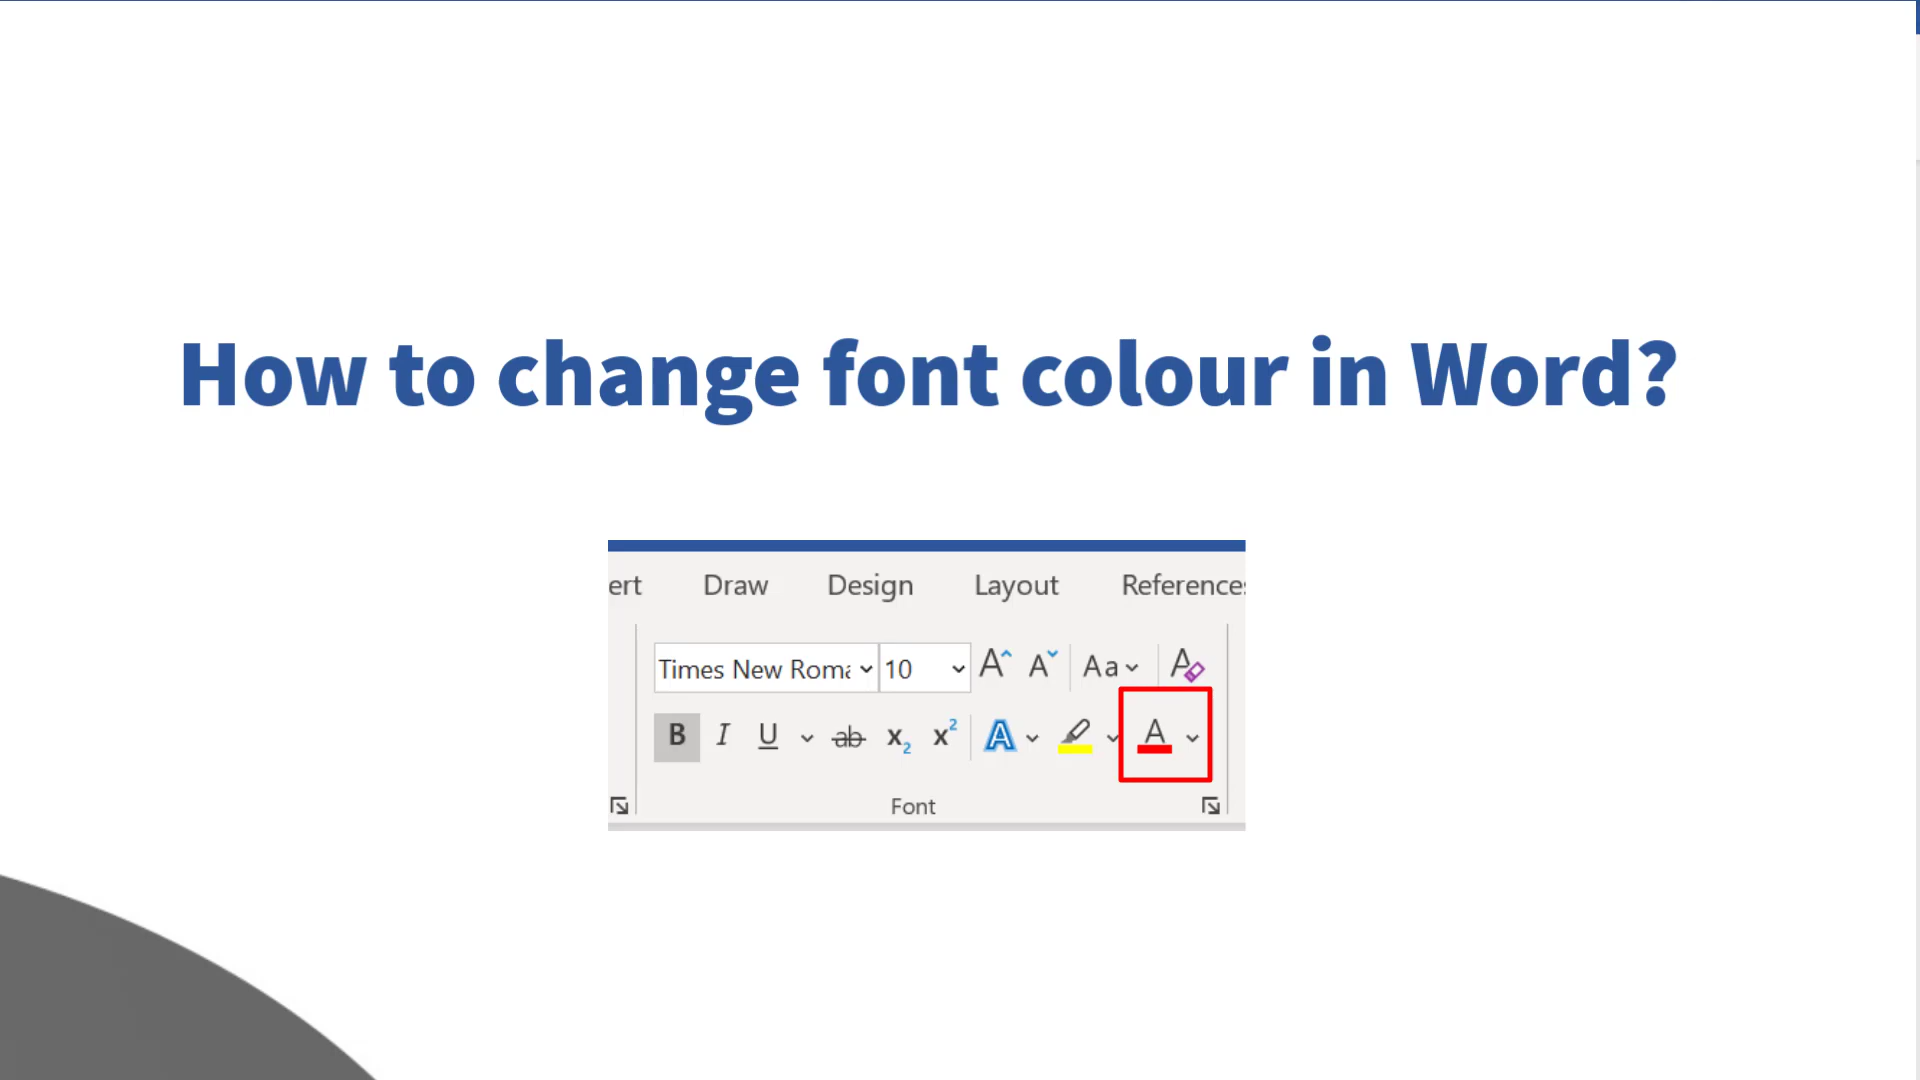 How to change font colour in Word?
ert Draw Design Layout References
Times New Roma 10 A A Aa A
B I U ab x2 x2 A A
Font